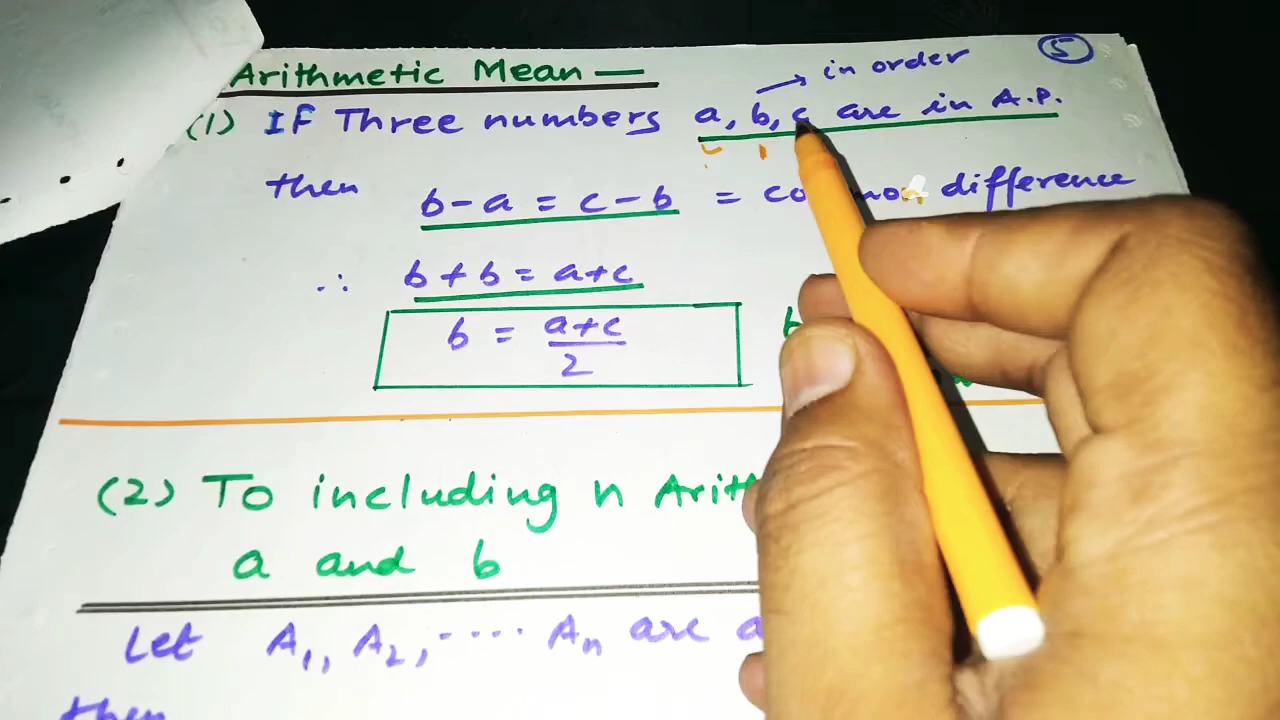 5
Arithmetic Mean —
→ in order
(1) If Three numbers a, b, c are in A.P.
then b - a = c - b = common difference
∴ b + b = a+c
b = a+c/2
(2) To including n
a and b
Let A1, A2, .... An are
then